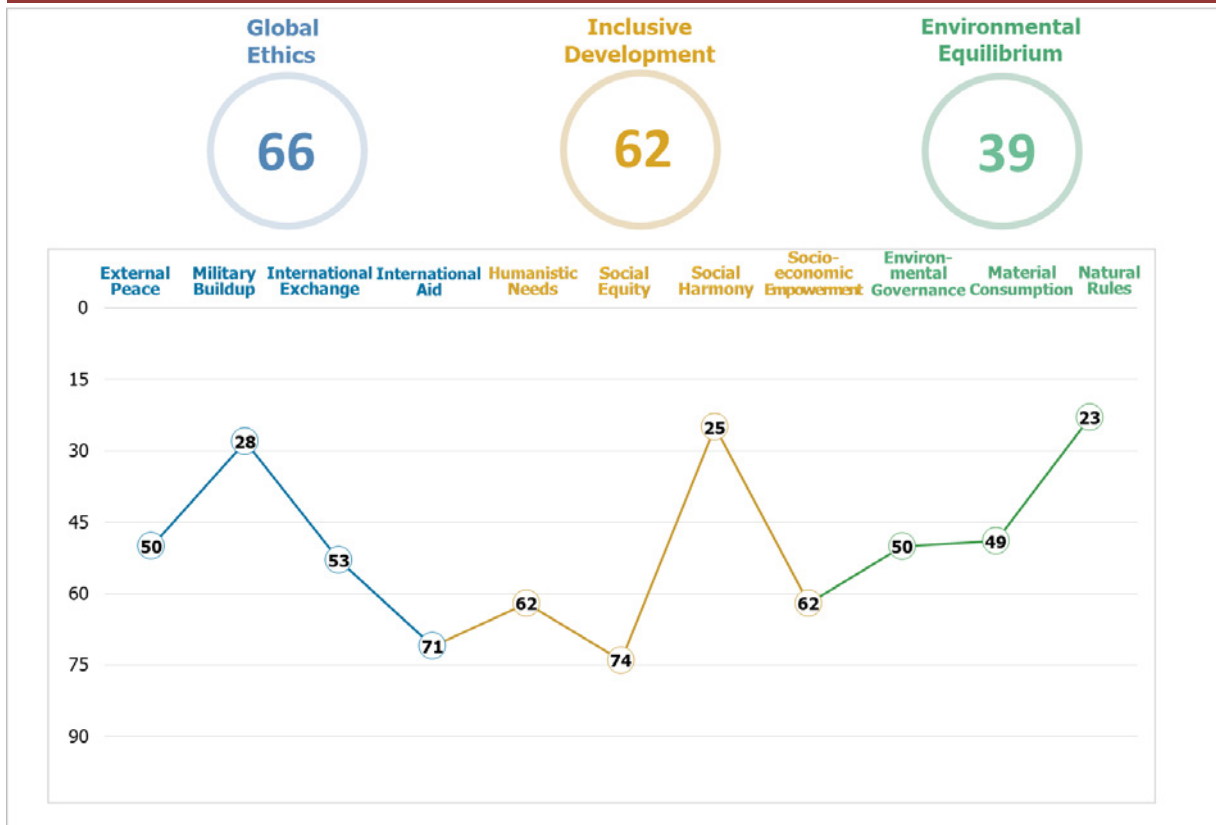 Global
Ethics
Inclusive
Development
Environmental
Equilibrium
66
62
39
External
Peace
Military
Buildup
International
Exchange
International
Aid
Humanistic
Needs
Social
Equity
Social
Harmony
Socio-
economic
Empowerment
Environ-
mental
Governance
Material
Consumption
Natural
Rules
0
15
30
45
60
75
90
50
28
53
71
62
74
25
62
50
49
23